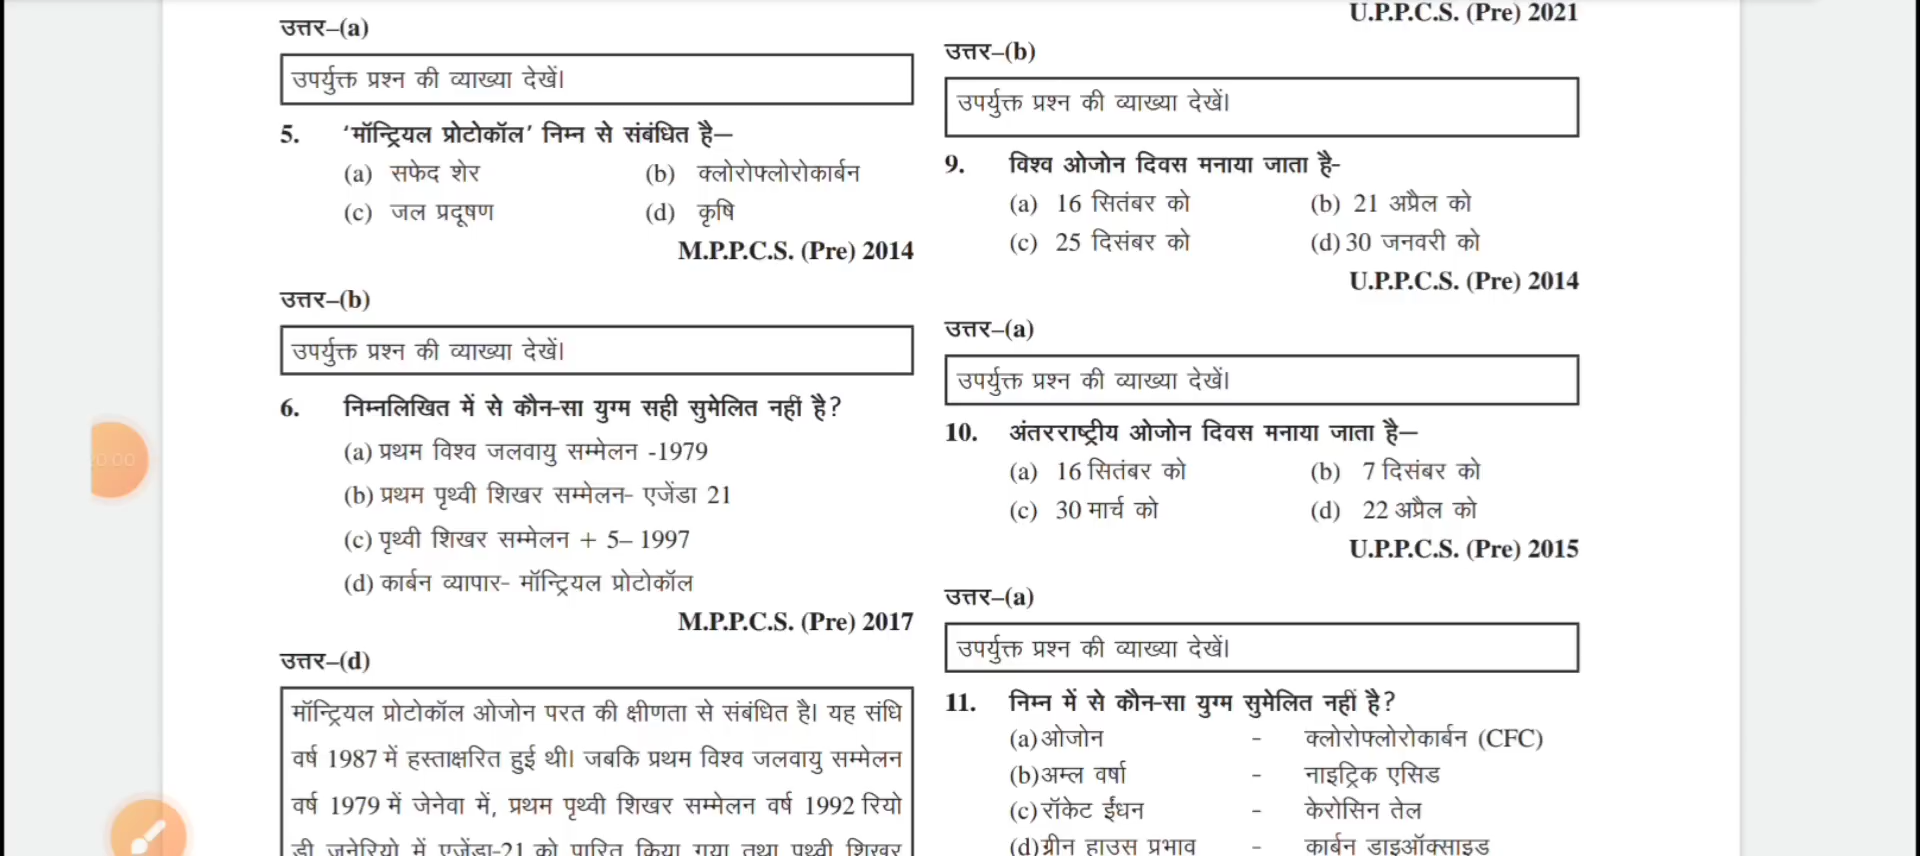 उत्तर–(a)
उपर्युक्त प्रश्न की व्याख्या देखें।
5. ‘मॉन्ट्रियल प्रोटोकॉल’ निम्न से संबंधित है—
(a) सफेद शेर (b) क्लोरोफ्लोरोकार्बन
(c) जल प्रदूषण (d) कृषि
M.P.P.C.S. (Pre) 2014
उत्तर–(b)
उपर्युक्त प्रश्न की व्याख्या देखें।
6. निम्नलिखित में से कौन-सा युग्म सही सुमेलित नहीं है?
(a) प्रथम विश्व जलवायु सम्मेलन -1979
(b) प्रथम पृथ्वी शिखर सम्मेलन- एजेंडा 21
(c) पृथ्वी शिखर सम्मेलन + 5– 1997
(d) कार्बन व्यापार- मॉन्ट्रियल प्रोटोकॉल
M.P.P.C.S. (Pre) 2017
उत्तर–(d)
मॉन्ट्रियल प्रोटोकॉल ओजोन परत की क्षीणता से संबंधित है। यह संधि
वर्ष 1987 में हस्ताक्षरित हुई थी। जबकि प्रथम विश्व जलवायु सम्मेलन
वर्ष 1979 में जेनेवा में, प्रथम पृथ्वी शिखर सम्मेलन वर्ष 1992 रियो
डी जनेरियो में एजेंडा-21 को पारित किया गया तथा पृथ्वी शिखर
U.P.P.C.S. (Pre) 2021
उत्तर–(b)
उपर्युक्त प्रश्न की व्याख्या देखें।
9. विश्व ओजोन दिवस मनाया जाता है-
(a) 16 सितंबर को (b) 21 अप्रैल को
(c) 25 दिसंबर को (d) 30 जनवरी को
U.P.P.C.S. (Pre) 2014
उत्तर–(a)
उपर्युक्त प्रश्न की व्याख्या देखें।
10. अंतरराष्ट्रीय ओजोन दिवस मनाया जाता है—
(a) 16 सितंबर को (b) 7 दिसंबर को
(c) 30 मार्च को (d) 22 अप्रैल को
U.P.P.C.S. (Pre) 2015
उत्तर–(a)
उपर्युक्त प्रश्न की व्याख्या देखें।
11. निम्न में से कौन-सा युग्म सुमेलित नहीं है?
(a) ओजोन - क्लोरोफ्लोरोकार्बन (CFC)
(b) अम्ल वर्षा - नाइट्रिक एसिड
(c) रॉकेट ईंधन - केरोसिन तेल
(d) ग्रीन हाउस प्रभाव - कार्बन डाइऑक्साइड